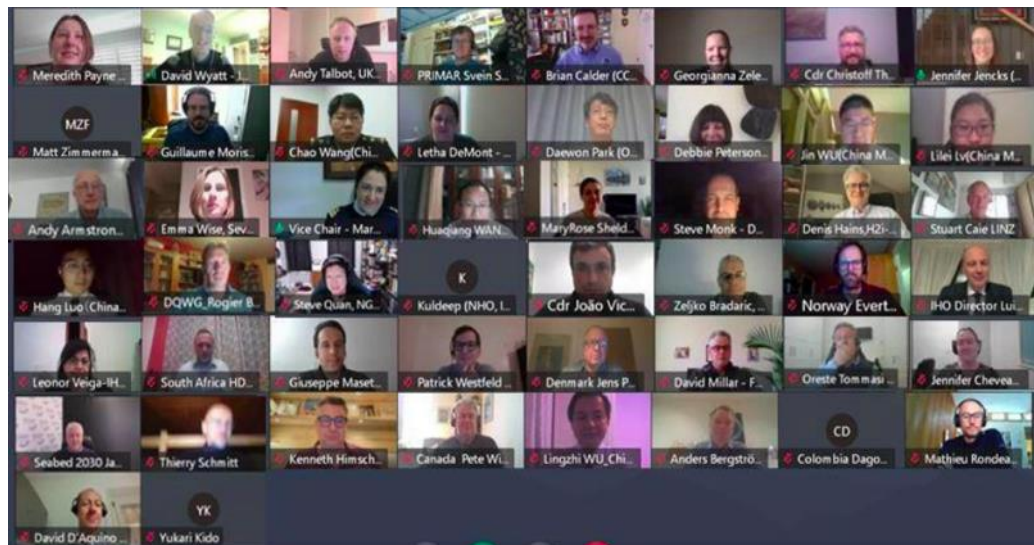 Meredith Payne ...
David Wyatt - J...
Andy Talbot, UK...
PRIMAR Svein S...
Brian Calder (CC...
Georgianna Zele...
Cdr Christoff Th...
Jennifer Jencks (...
MZF
Matt Zimmerma...
Guillaume Moris...
Chao Wang(Chi...
Letha DeMont - ...
Daewon Park (O...
Debbie Peterson...
Jin WU(China M...
Lilei Lv(China M...
Andy Armstron...
Emma Wise, Sev...
Vice Chair - Mar...
Huaqiang WAN...
MaryRose Sheld...
Steve Monk - D...
Denis Hains,H2i-...
Stuart Caie LINZ
Hang Luo(China...
DQWG_Rogier B...
Steve Quan, NG...
K
Kuldeep (NHO, I...
Cdr João Vic...
Zeljko Bradaric, ...
Norway Evert...
IHO Director Lui...
Leonor Veiga-IH...
South Africa HD...
Giuseppe Maset...
Patrick Westfeld ...
Denmark Jens P...
David Millar - F...
Oreste Tommasi ...
Jennifer Chevea...
Seabed 2030 Ja...
Thierry Schmitt
Kenneth Himsch...
Canada Pete Wi...
Lingzhi WU_Chi...
Anders Bergströ...
CD
Colombia Dago...
Mathieu Rondea...
David D'Aquino ...
YK
Yukari Kido